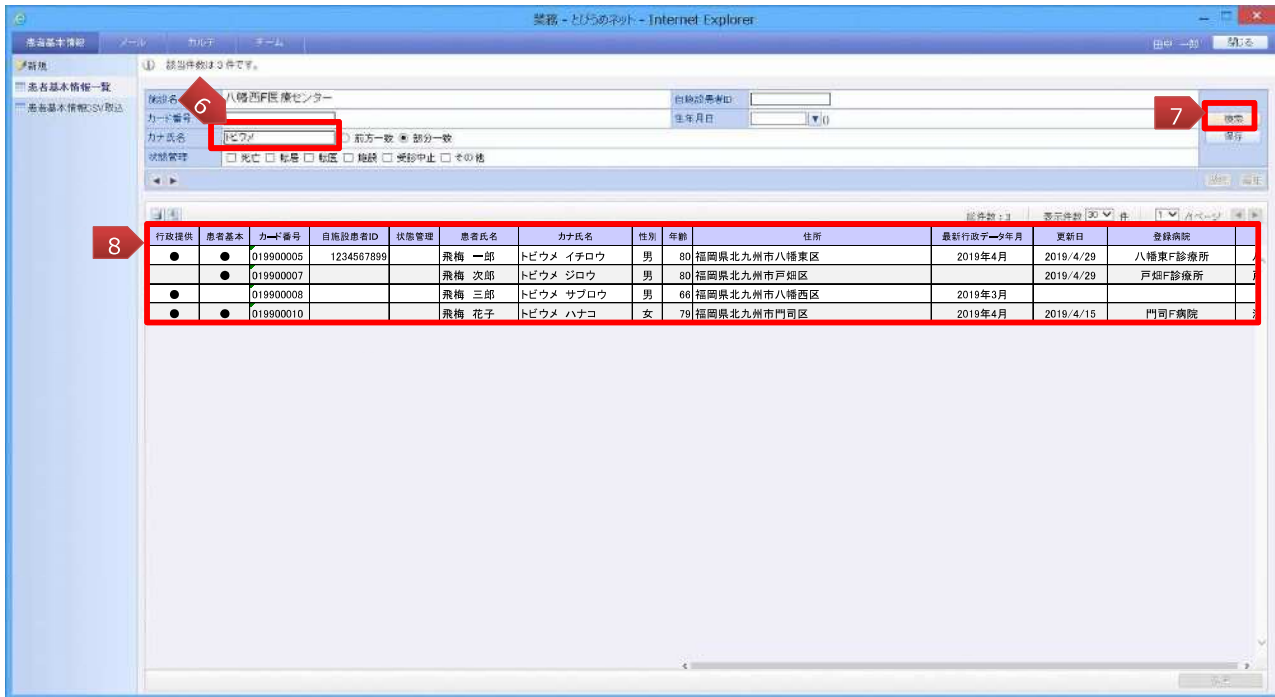 業務 - とびうめネット - Internet Explorer
患者基本情報 メール カルテ チーム 田中 一郎 閉じる
新規
患者基本情報一覧
患者基本情報CSV取込
該当件数は3件です。
施設名 八幡西F医療センター 自施設患者ID
カード番号 生年月日 ()
カナ氏名 トビウメ 前方一致 部分一致
状態管理 死亡 転居 転医 施設 受診中止 その他
検索
保存
6
7
8
総件数:3 表示件数 30 件 1 /1ページ
行政提供 患者基本 カード番号 自施設患者ID 状態管理 患者氏名 カナ氏名 性別 年齢 住所 最新行政データ年月 更新日 登録病院
● ● 019900005 1234567899 飛梅 一郎 トビウメ イチロウ 男 80 福岡県北九州市八幡東区 2019年4月 2019/4/29 八幡東F診療所
● 019900007 飛梅 次郎 トビウメ ジロウ 男 80 福岡県北九州市戸畑区 2019/4/29 戸畑F診療所
● 019900008 飛梅 三郎 トビウメ サブロウ 男 66 福岡県北九州市八幡西区 2019年3月
● ● 019900010 飛梅 花子 トビウメ ハナコ 女 79 福岡県北九州市門司区 2019年4月 2019/4/15 門司F病院